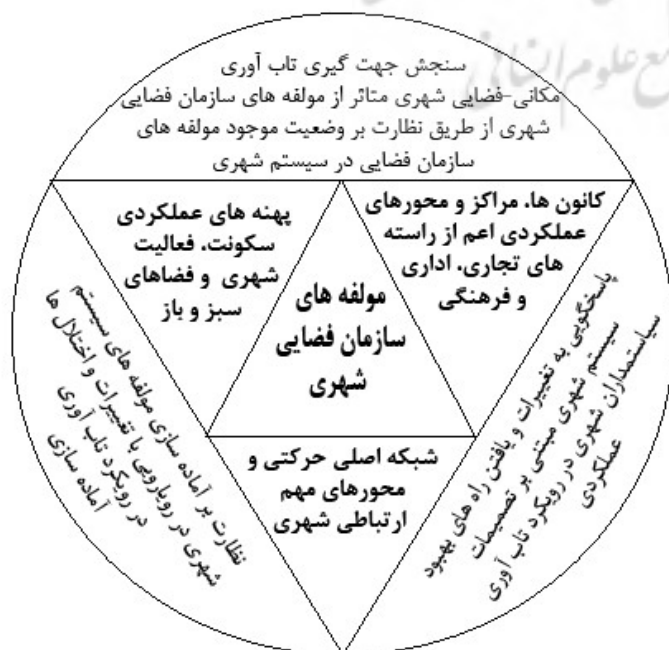 سنجش جهت گیری تاب آوری
مکانی-فضایی شهری متاثر از مولفه های سازمان فضایی
شهری از طریق نظارت بر وضعیت موجود مولفه های
سازمان فضایی در سیستم شهری
کانون ها، مراکز و محورهای
عملکردی اعم از راسته
های تجاری، اداری
و فرهنگی
پهنه های عملکردی
سکونت، فعالیت
شهری و فضاهای
سبز و باز
مولفه های
سازمان فضایی
شهری
شبکه اصلی حرکتی و
محورهای مهم
ارتباطی شهری
پاسخگویی به تغییرات و یافتن راه های بهبود
سیستم شهری مبتنی بر تصمیمات
سیاستمداران شهری در رویکرد تاب آوری
عملکردی
نظارت بر آماده سازی مولفه های سیستم
شهری در رویارویی با تغییرات و اختلال ها
در رویکرد تاب آوری
آماده سازی
علوم انسانی